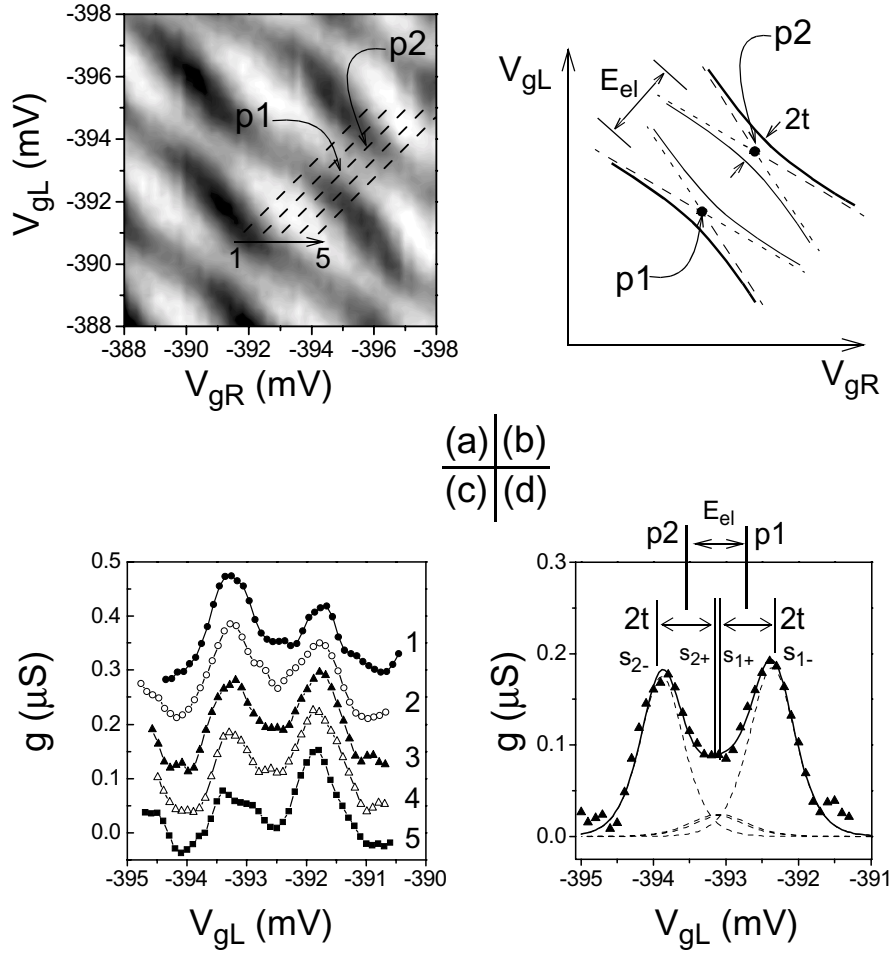 -398
-396
-394
-392
-390
-388
V_gL (mV)
p2
p1
1
5
-388 -390 -392 -394 -396 -398
V_gR (mV)
V_gL
E_el
p2
2t
p1
V_gR
(a) (b)
(c) (d)
0.5
0.4
0.3
0.2
0.1
0.0
g (μS)
1
2
3
4
5
-395 -394 -393 -392 -391 -390
V_gL (mV)
E_el
p2 p1
0.3
0.2
0.1
0.0
g (μS)
2t 2t
s_2- s_2+ s_1+ s_1-
-395 -394 -393 -392 -391
V_gL (mV)